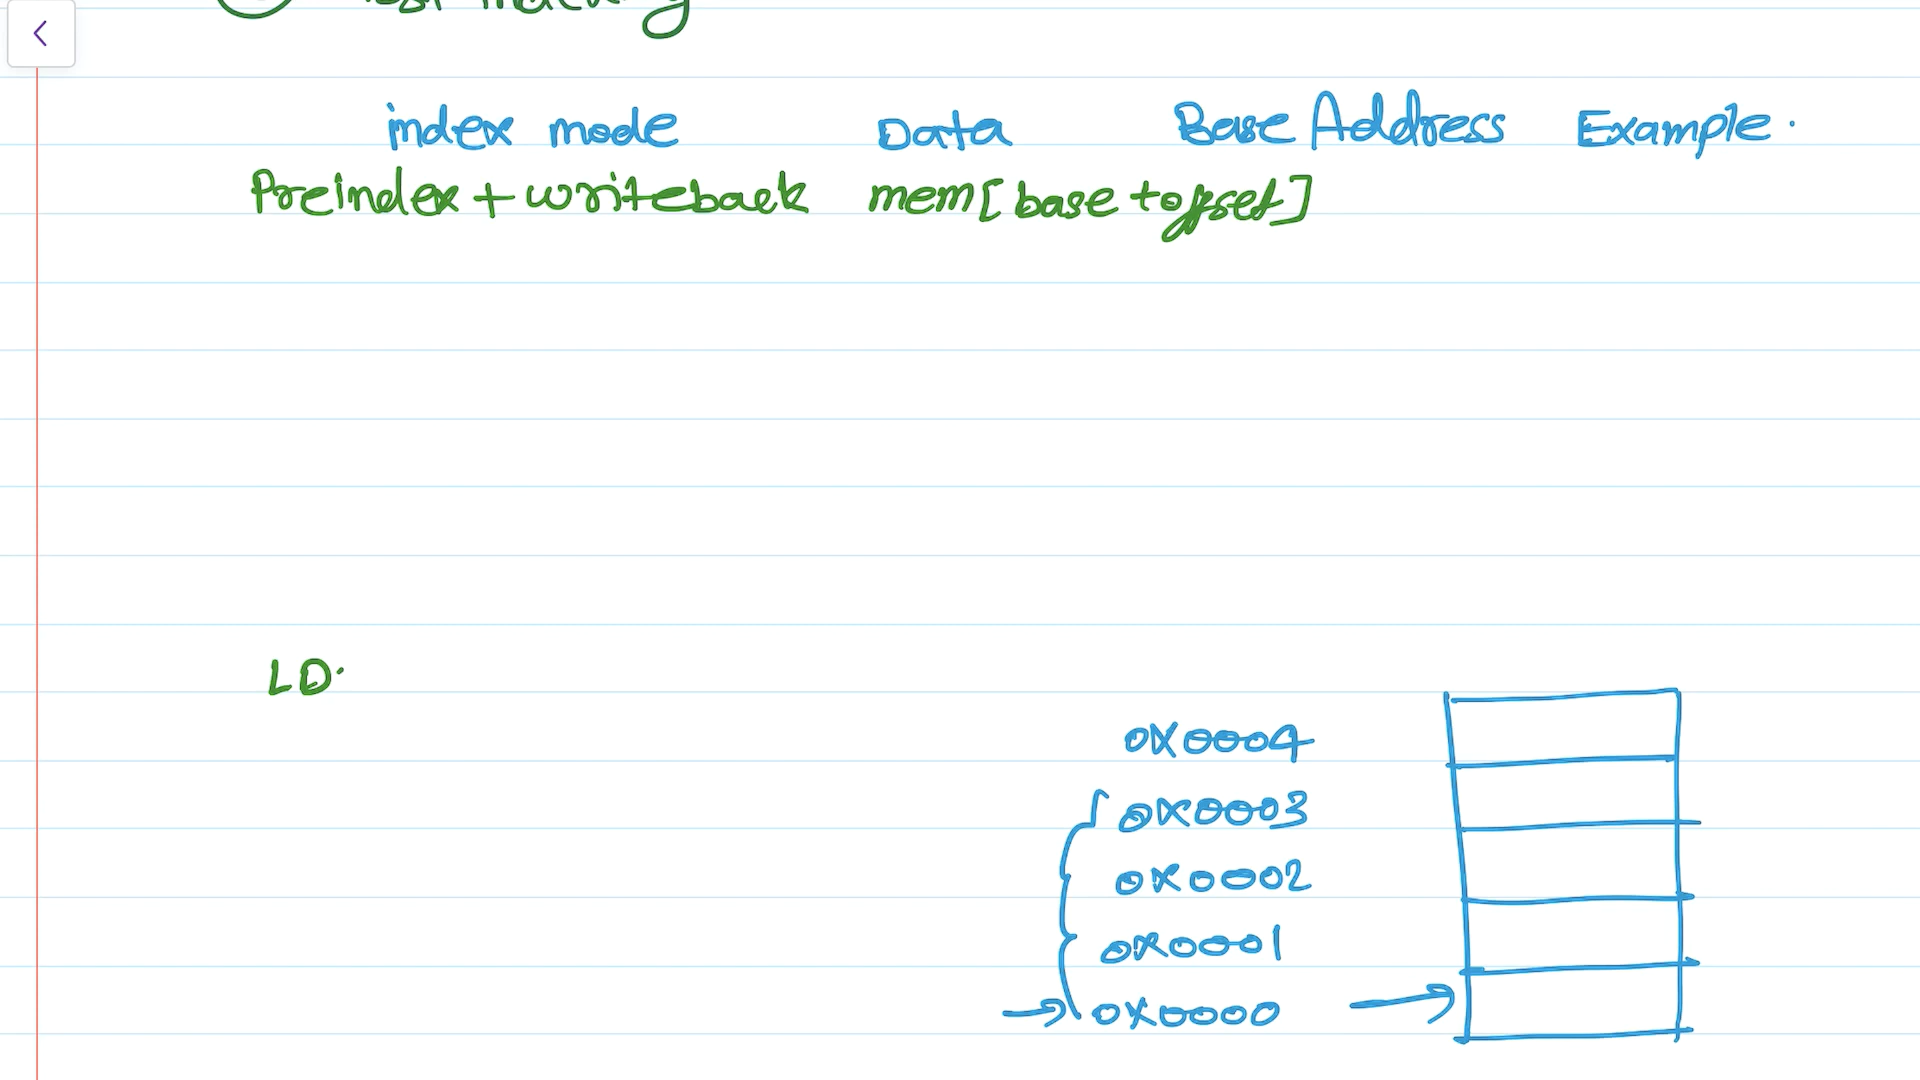 index mode Data Base Address Example.
Preindex + writeback mem[base + offset]
LD.
0x0004
0x0003
0x0002
0x0001
0x0000